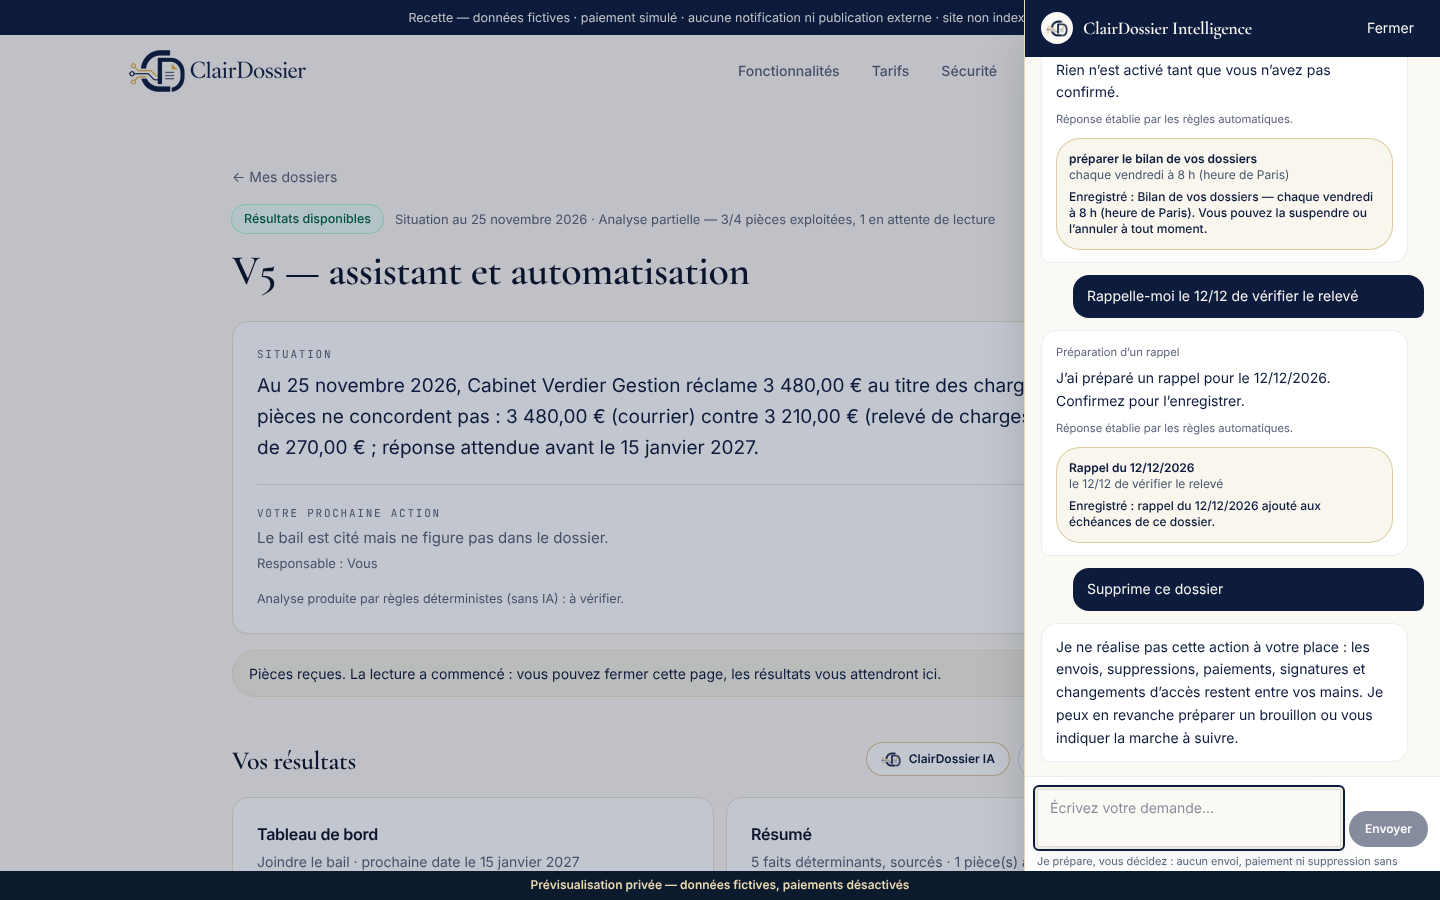 Recette — données fictives · paiement simulé · aucune notification ni publication externe · site non index
ClairDossier
Fonctionnalités
Tarifs
Sécurité
← Mes dossiers
Résultats disponibles
Situation au 25 novembre 2026 · Analyse partielle — 3/4 pièces exploitées, 1 en attente de lecture
V5 — assistant et automatisation
SITUATION
Au 25 novembre 2026, Cabinet Verdier Gestion réclame 3 480,00 € au titre des charg
pièces ne concordent pas : 3 480,00 € (courrier) contre 3 210,00 € (relevé de charges
de 270,00 € ; réponse attendue avant le 15 janvier 2027.
VOTRE PROCHAINE ACTION
Le bail est cité mais ne figure pas dans le dossier.
Responsable : Vous
Analyse produite par règles déterministes (sans IA) : à vérifier.
Pièces reçues. La lecture a commencé : vous pouvez fermer cette page, les résultats vous attendront ici.
Vos résultats
ClairDossier IA
Tableau de bord
Joindre le bail · prochaine date le 15 janvier 2027
Résumé
5 faits déterminants, sourcés · 1 pièce(s)
ClairDossier Intelligence
Fermer
Rien n’est activé tant que vous n’avez pas
confirmé.
Réponse établie par les règles automatiques.
préparer le bilan de vos dossiers
chaque vendredi à 8 h (heure de Paris)
Enregistré : Bilan de vos dossiers — chaque vendredi
à 8 h (heure de Paris). Vous pouvez la suspendre ou
l’annuler à tout moment.
Rappelle-moi le 12/12 de vérifier le relevé
Préparation d’un rappel
J’ai préparé un rappel pour le 12/12/2026.
Confirmez pour l’enregistrer.
Réponse établie par les règles automatiques.
Rappel du 12/12/2026
le 12/12 de vérifier le relevé
Enregistré : rappel du 12/12/2026 ajouté aux
échéances de ce dossier.
Supprime ce dossier
Je ne réalise pas cette action à votre place : les
envois, suppressions, paiements, signatures et
changements d’accès restent entre vos mains. Je
peux en revanche préparer un brouillon ou vous
indiquer la marche à suivre.
Écrivez votre demande...
Envoyer
Je prépare, vous décidez : aucun envoi, paiement ni suppression sans
Prévisualisation privée — données fictives, paiements désactivés